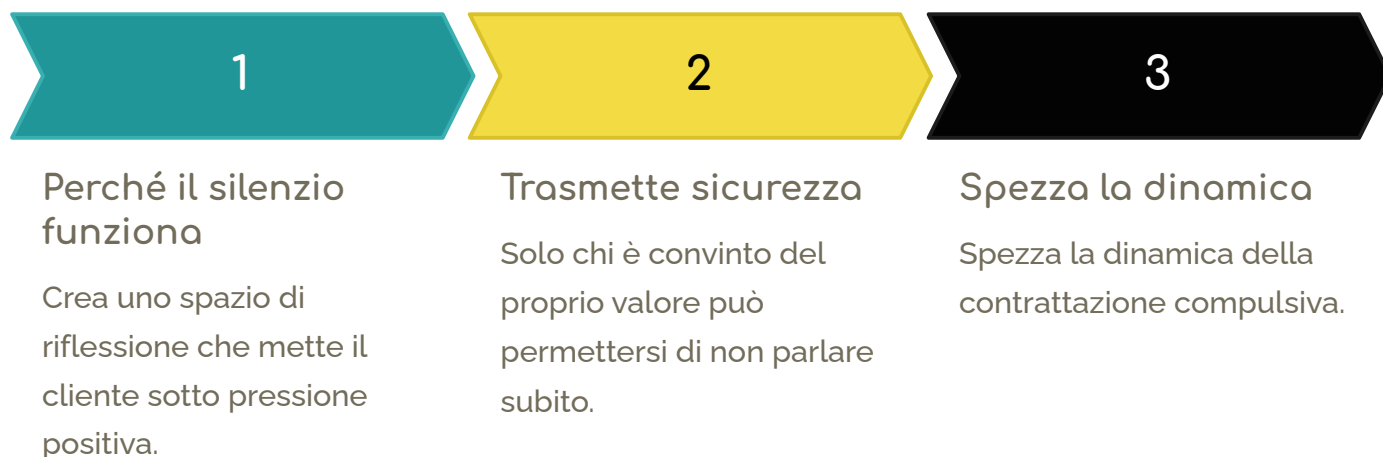 1
Perché il silenzio
funziona
Crea uno spazio di
riflessione che mette il
cliente sotto pressione
positiva.
2
Trasmette sicurezza
Solo chi è convinto del
proprio valore può
permettersi di non parlare
subito.
3
Spezza la dinamica
Spezza la dinamica della
contrattazione compulsiva.